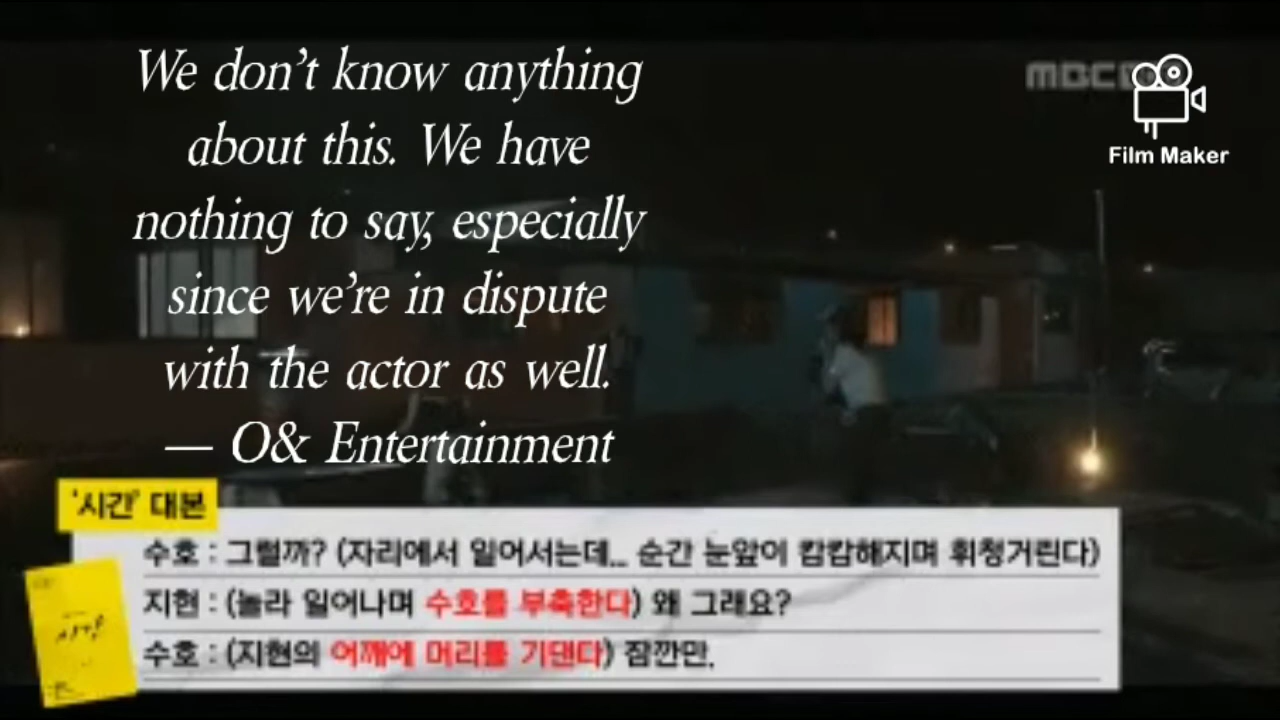 We don't know anything
about this. We have
nothing to say, especially
since we're in dispute
with the actor as well.
— O& Entertainment
MBC
Film Maker
'시간' 대본
수호 : 그럴까? (자리에서 일어서는데... 순간 눈앞이 캄캄해지며 휘청거린다)
지현 : (놀라 일어나며 수호를 부축한다) 왜 그래요?
수호 : (지현의 어깨에 머리를 기댄다) 잠깐만.
시간